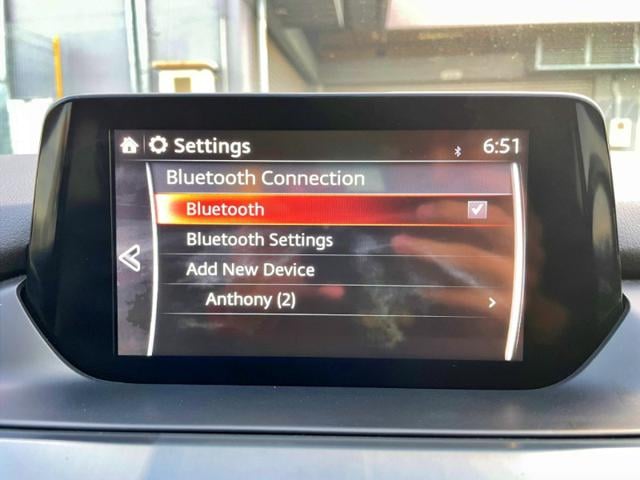 Settings 6:51
Bluetooth Connection
Bluetooth
Bluetooth Settings
Add New Device
Anthony (2)